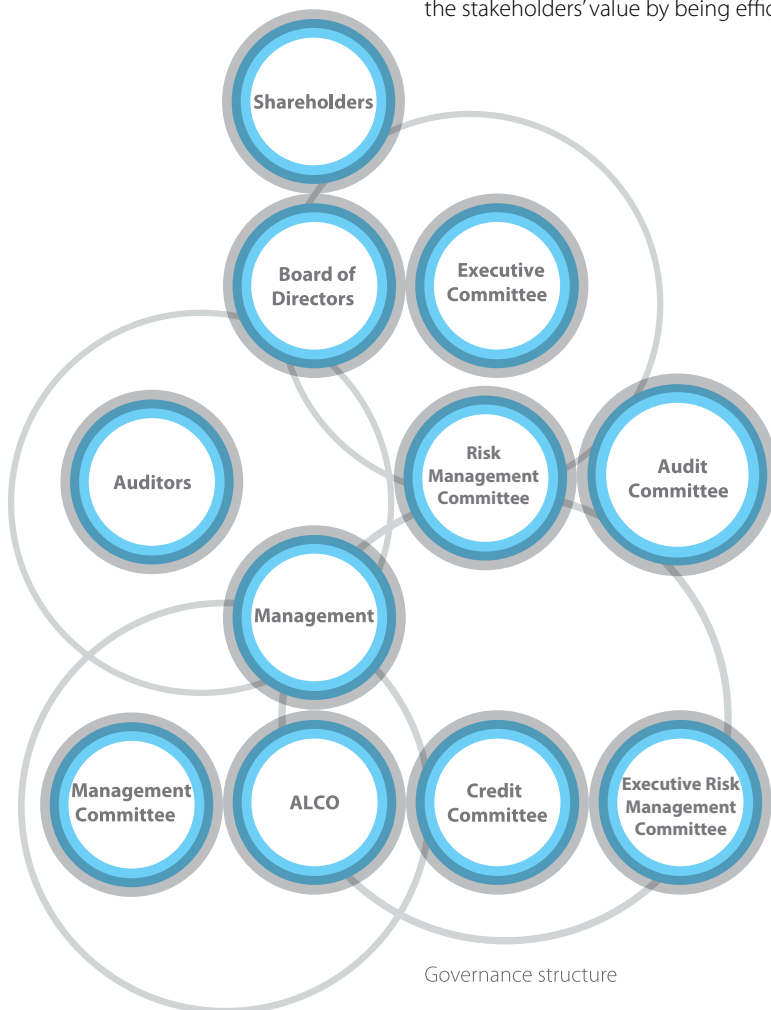 the stakeholders' value by being effic
Shareholders
Board of
Directors
Executive
Committee
Auditors
Risk
Management
Committee
Audit
Committee
Management
Management
Committee
ALCO
Credit
Committee
Executive Risk
Management
Committee
Governance structure